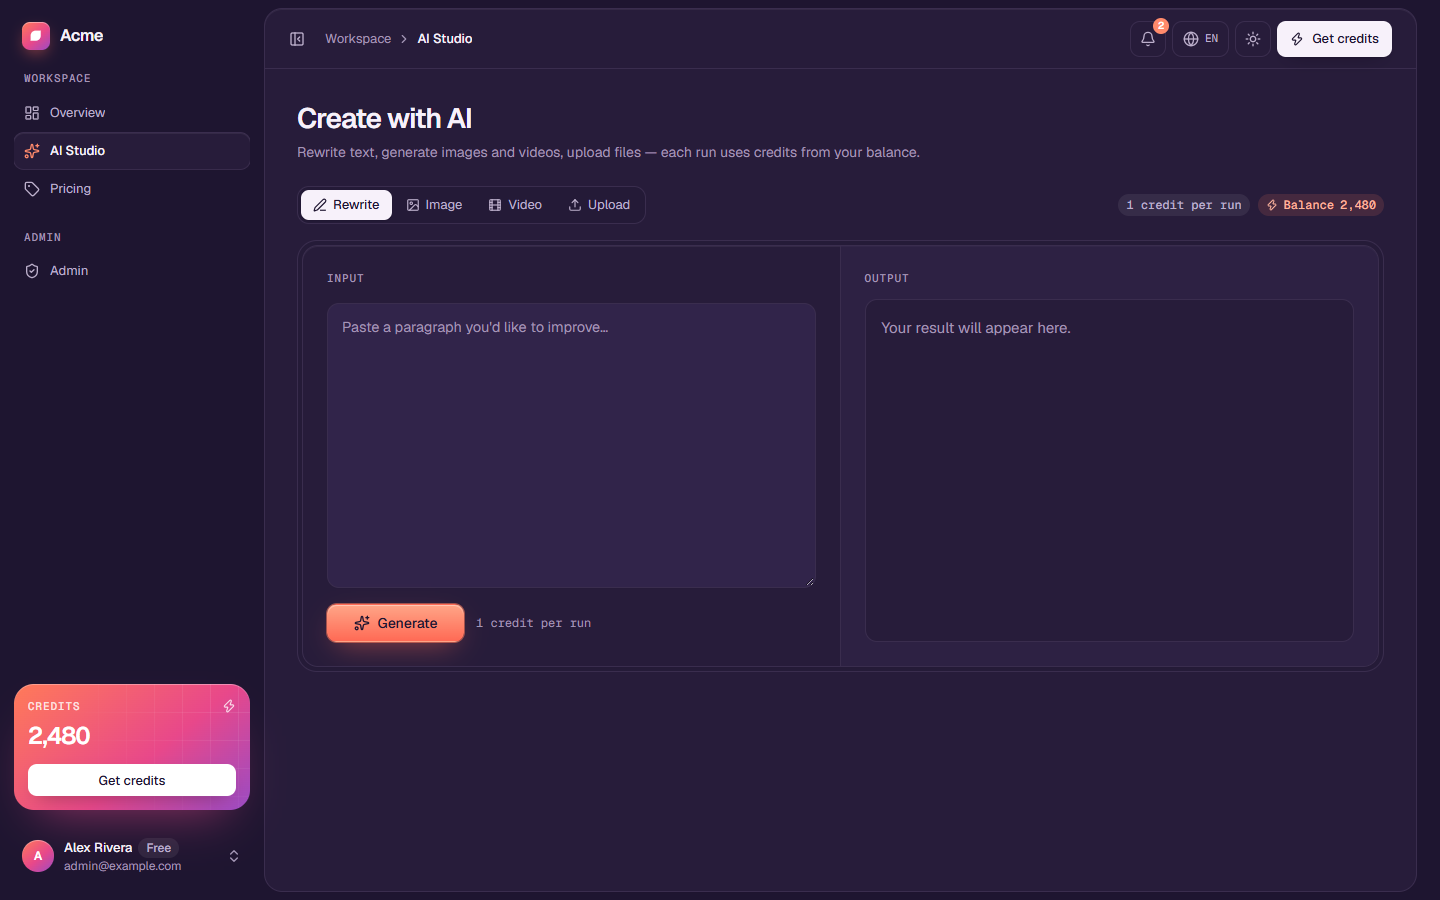 Acme
WORKSPACE
Overview
AI Studio
Pricing
ADMIN
Admin
CREDITS
2,480
Get credits
A
Alex Rivera Free
admin@example.com
Workspace > AI Studio
2
EN
Get credits
Create with AI
Rewrite text, generate images and videos, upload files — each run uses credits from your balance.
Rewrite Image Video Upload
1 credit per run Balance 2,480
INPUT
Paste a paragraph you'd like to improve…
Generate 1 credit per run
OUTPUT
Your result will appear here.